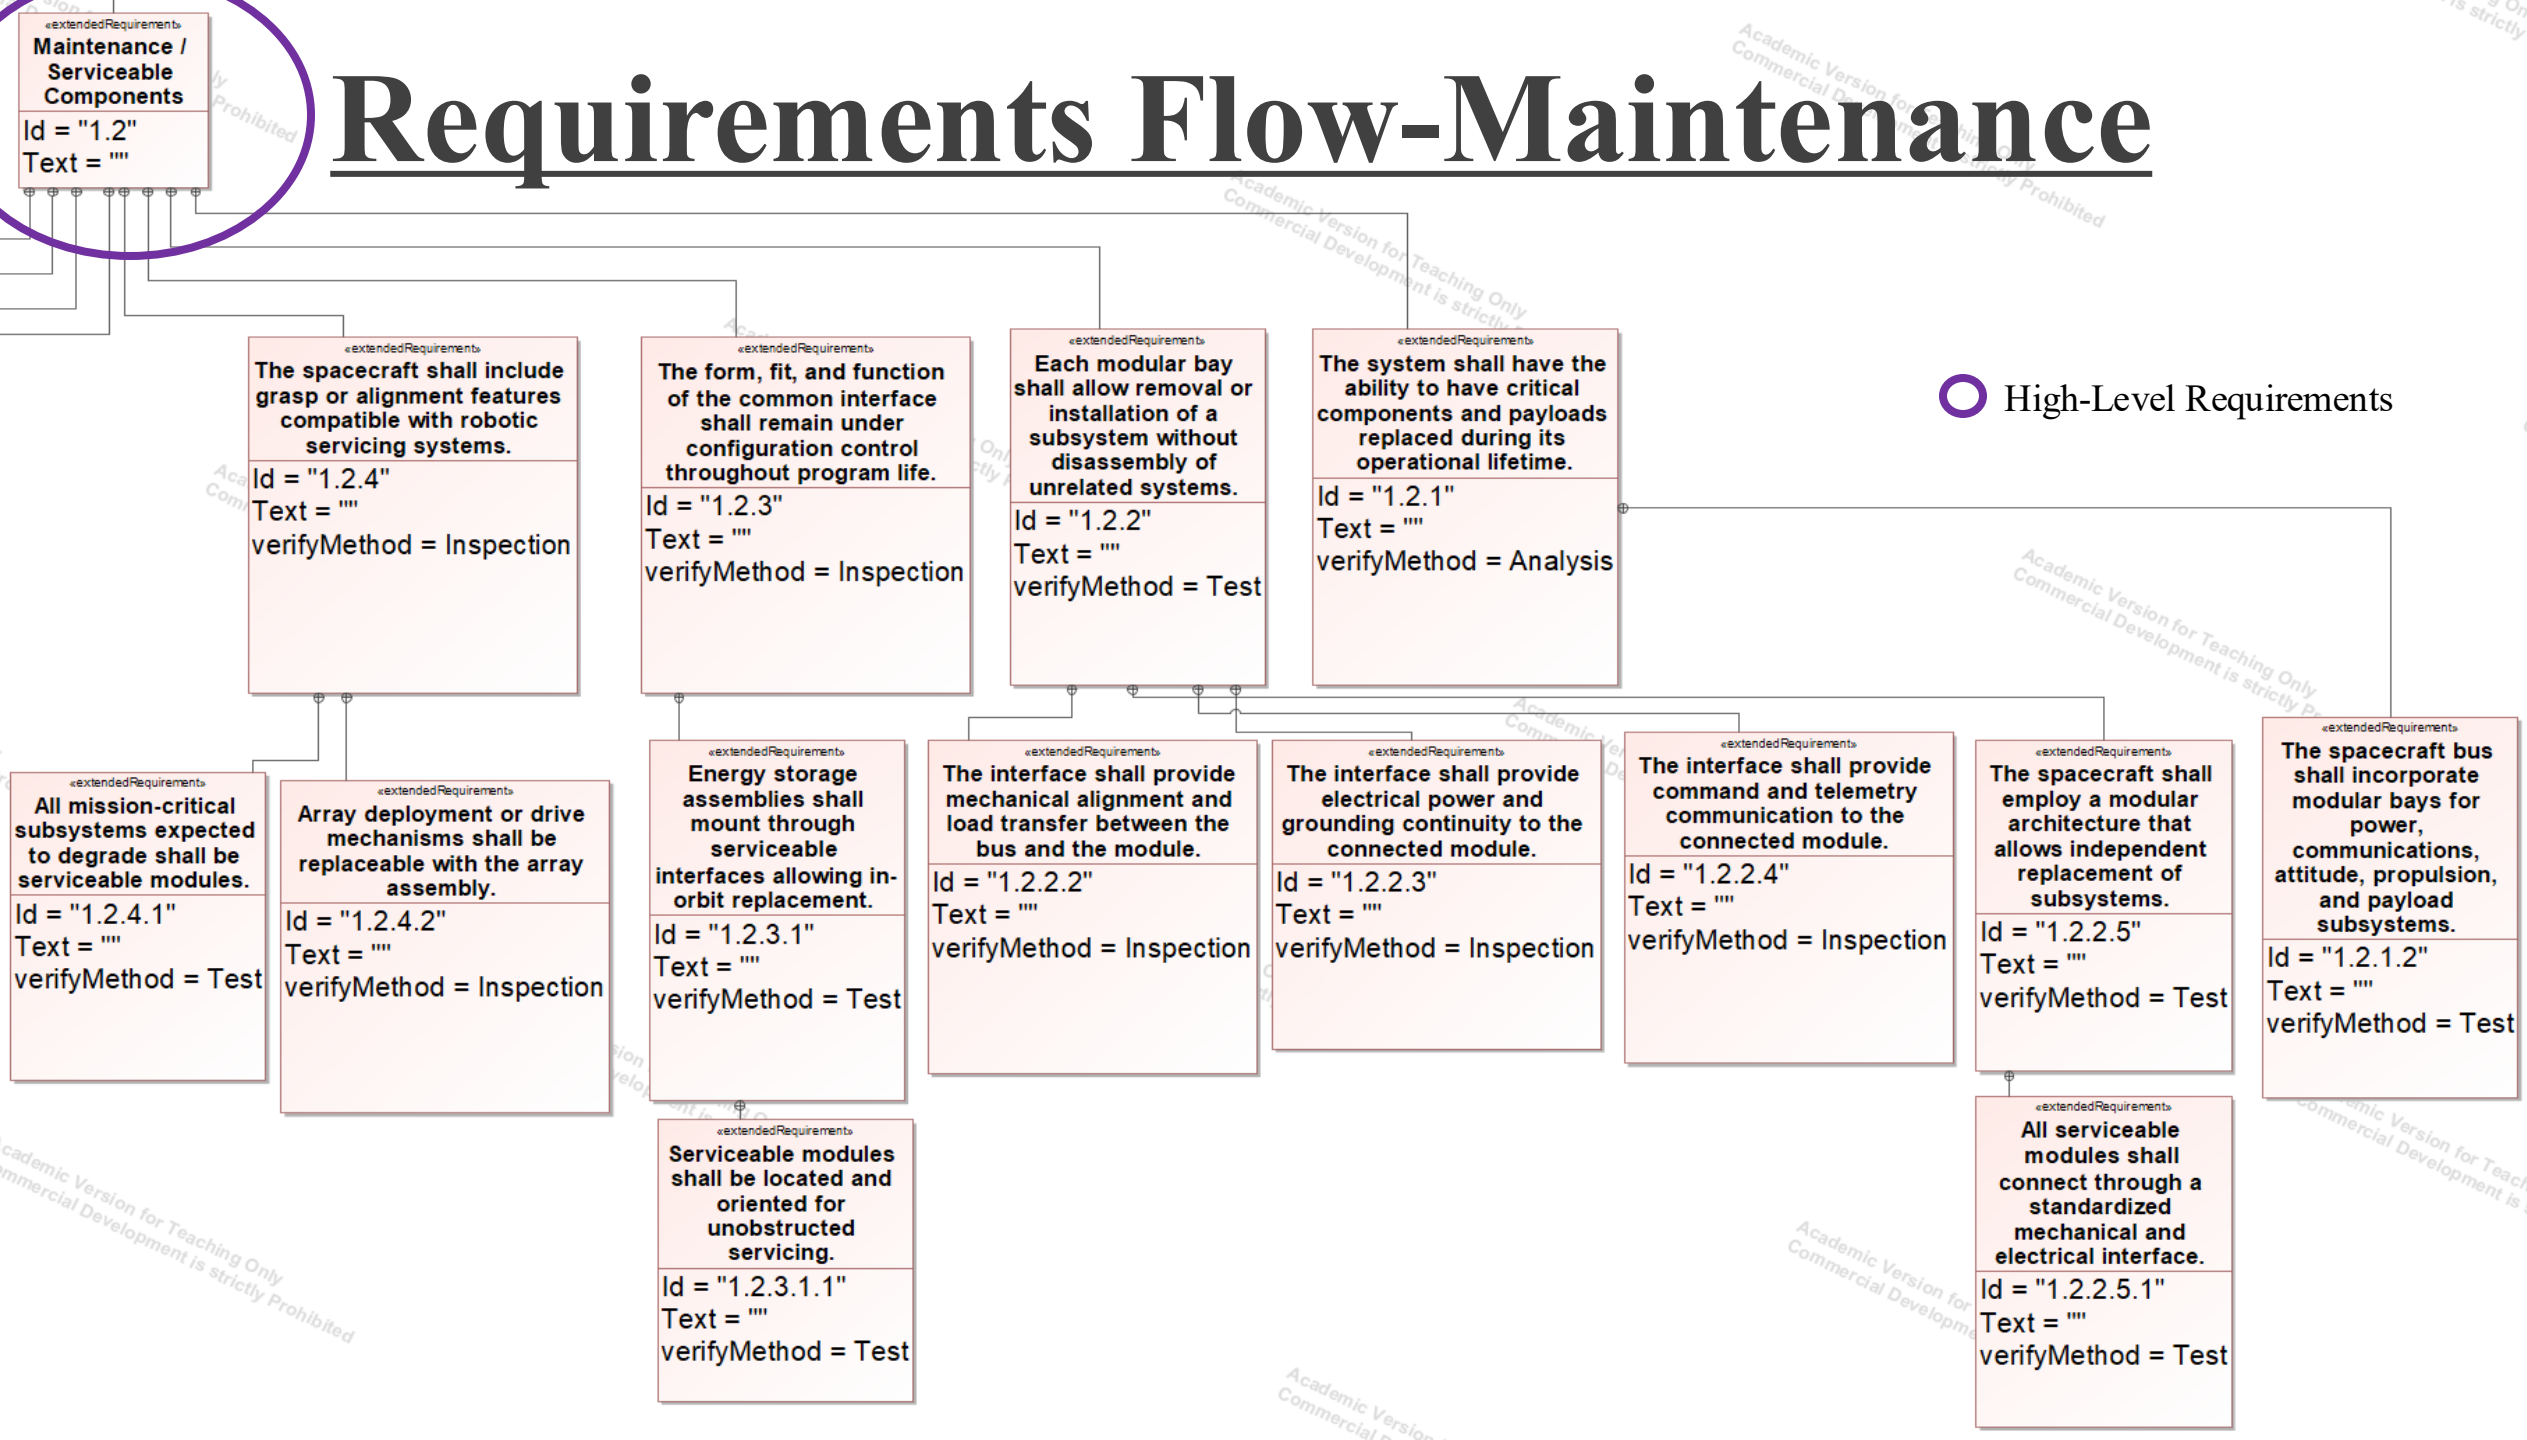 «extendedRequirement»
Maintenance /
Serviceable
Components
Id = "1.2"
Text = ""
Requirements Flow-Maintenance
High-Level Requirements
«extendedRequirement»
The spacecraft shall include
grasp or alignment features
compatible with robotic
servicing systems.
Id = "1.2.4"
Text = ""
verifyMethod = Inspection
«extendedRequirement»
The form, fit, and function
of the common interface
shall remain under
configuration control
throughout program life.
Id = "1.2.3"
Text = ""
verifyMethod = Inspection
«extendedRequirement»
Each modular bay
shall allow removal or
installation of a
subsystem without
disassembly of
unrelated systems.
Id = "1.2.2"
Text = ""
verifyMethod = Test
«extendedRequirement»
The system shall have the
ability to have critical
components and payloads
replaced during its
operational lifetime.
Id = "1.2.1"
Text = ""
verifyMethod = Analysis
«extendedRequirement»
All mission-critical
subsystems expected
to degrade shall be
serviceable modules.
Id = "1.2.4.1"
Text = ""
verifyMethod = Test
«extendedRequirement»
Array deployment or drive
mechanisms shall be
replaceable with the array
assembly.
Id = "1.2.4.2"
Text = ""
verifyMethod = Inspection
«extendedRequirement»
Energy storage
assemblies shall
mount through
serviceable
interfaces allowing in-
orbit replacement.
Id = "1.2.3.1"
Text = ""
verifyMethod = Test
«extendedRequirement»
The interface shall provide
mechanical alignment and
load transfer between the
bus and the module.
Id = "1.2.2.2"
Text = ""
verifyMethod = Inspection
«extendedRequirement»
The interface shall provide
electrical power and
grounding continuity to the
connected module.
Id = "1.2.2.3"
Text = ""
verifyMethod = Inspection
«extendedRequirement»
The interface shall provide
command and telemetry
communication to the
connected module.
Id = "1.2.2.4"
Text = ""
verifyMethod = Inspection
«extendedRequirement»
The spacecraft shall
employ a modular
architecture that
allows independent
replacement of
subsystems.
Id = "1.2.2.5"
Text = ""
verifyMethod = Test
«extendedRequirement»
The spacecraft bus
shall incorporate
modular bays for
power,
communications,
attitude, propulsion,
and payload
subsystems.
Id = "1.2.1.2"
Text = ""
verifyMethod = Test
«extendedRequirement»
Serviceable modules
shall be located and
oriented for
unobstructed
servicing.
Id = "1.2.3.1.1"
Text = ""
verifyMethod = Test
«extendedRequirement»
All serviceable
modules shall
connect through a
standardized
mechanical and
electrical interface.
Id = "1.2.2.5.1"
Text = ""
verifyMethod = Test
Academic Version for Teaching Only
Commercial Development is strictly Prohibited